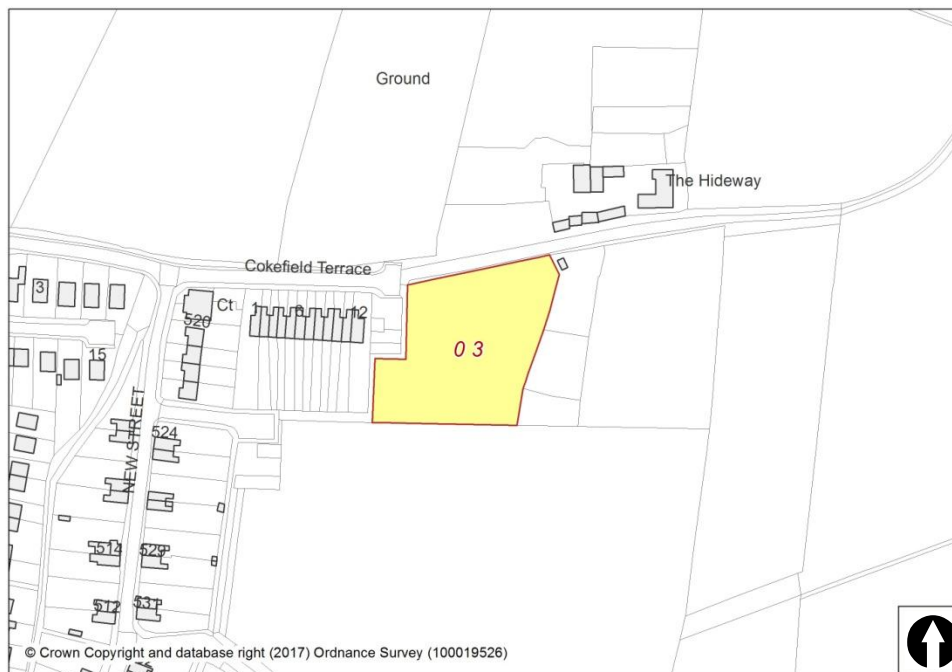 Ground
The Hideway
Cokefield Terrace
3
Ct
520
1
6
12
0 3
15
NEW STREET
524
514
529
512
531
© Crown Copyright and database right (2017) Ordnance Survey (100019526)